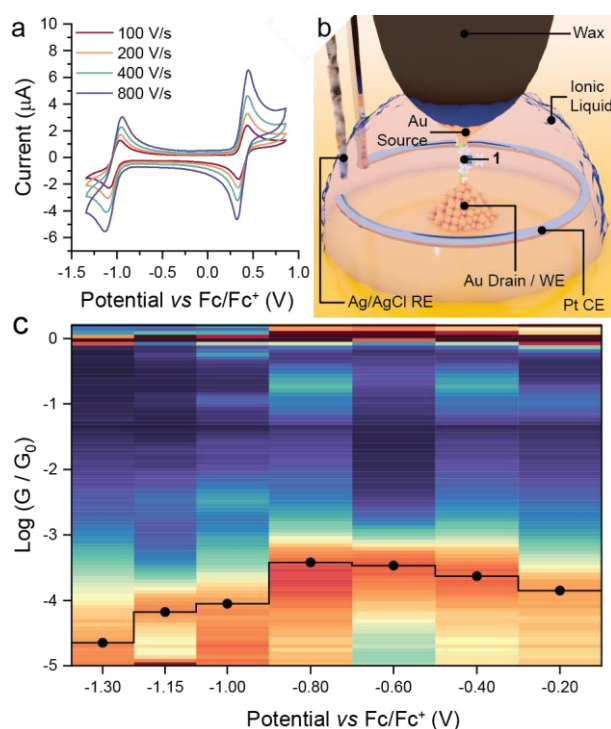 a
100 V/s
200 V/s
400 V/s
800 V/s
Current (µA)
10
8
6
4
2
0
-2
-4
-6
-1.5
-1.0
-0.5
0.0
0.5
1.0
Potential vs Fc/Fc⁺ (V)
b
Wax
Ionic
Liquid
Au
Source
1
Au Drain / WE
Ag/AgCl RE
Pt CE
c
Log (G / G₀)
0
-1
-2
-3
-4
-5
-1.30
-1.15
-1.00
-0.80
-0.60
-0.40
-0.20
Potential vs Fc/Fc⁺ (V)